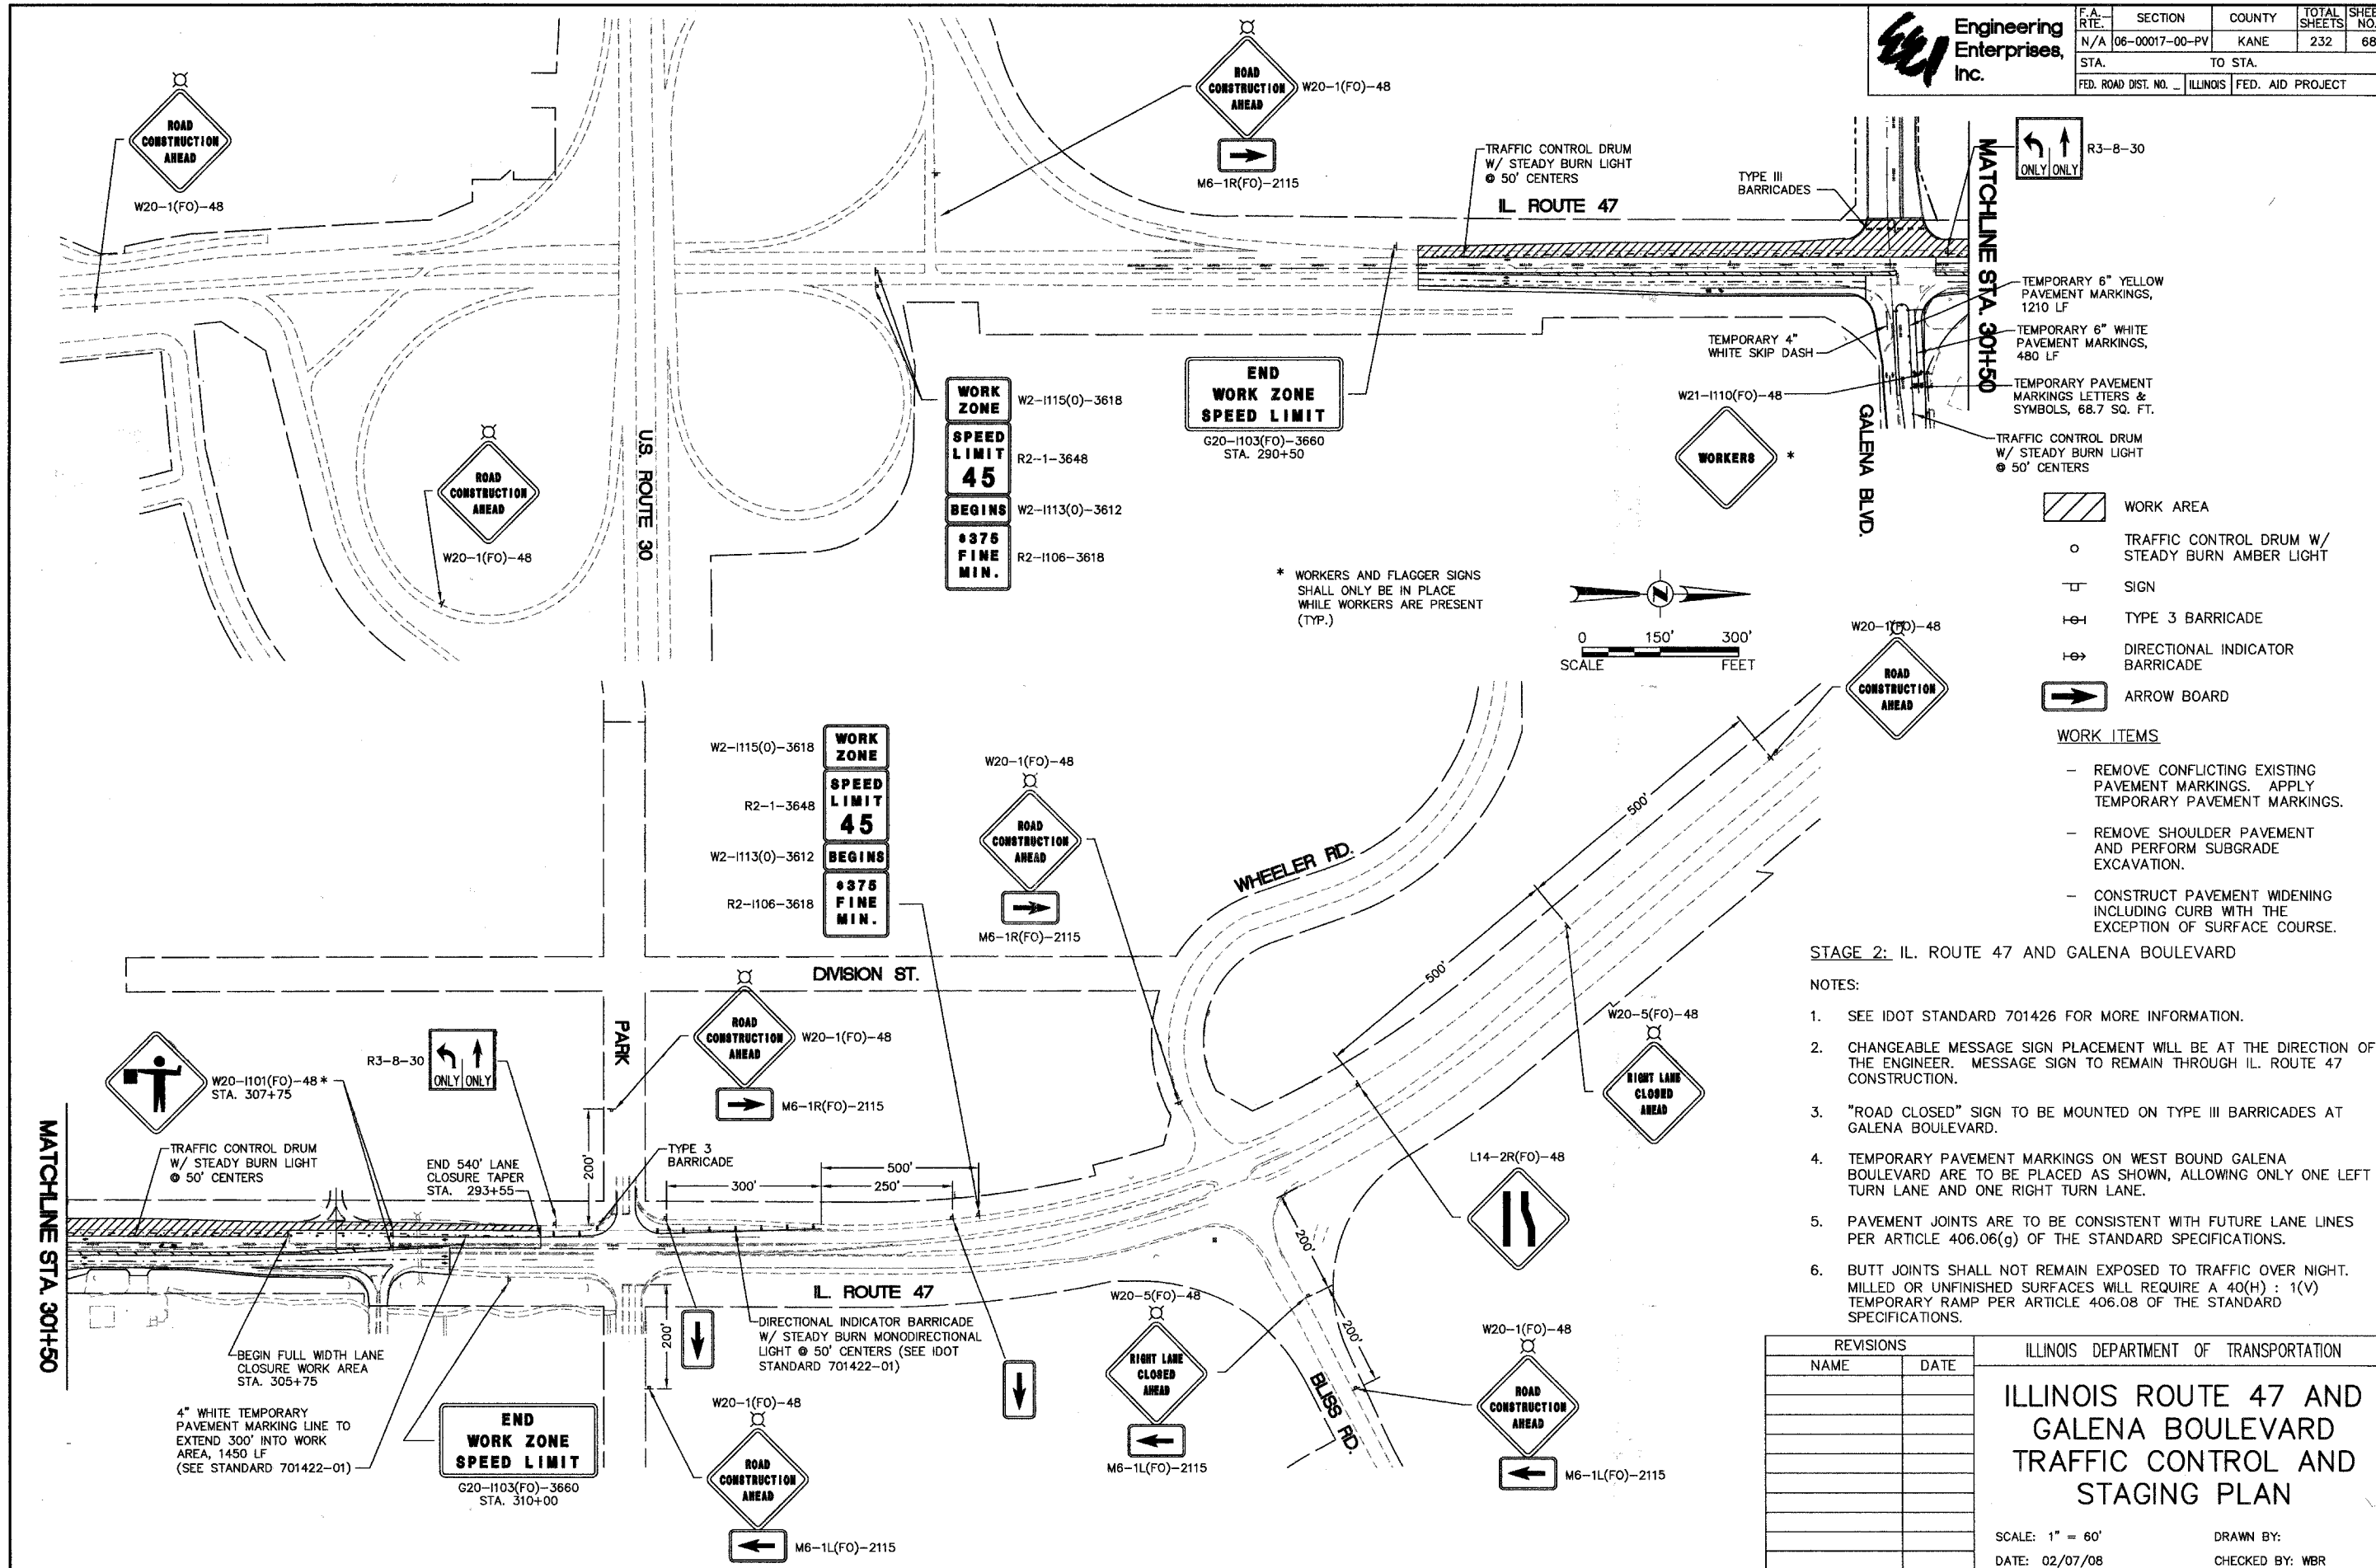 Engineering
Enterprises,
Inc.
F.A. RTE. SECTION COUNTY TOTAL SHEETS
N/A 06-00017-00-PV KANE 232 68
STA. TO STA.
FED. ROAD DIST. NO. _ ILLINOIS FED. AID PROJECT
ROAD
CONSTRUCTION
AHEAD
W20-1(FO)-48
ROAD
CONSTRUCTION
AHEAD
W20-1(FO)-48
M6-1R(FO)-2115
TRAFFIC CONTROL DRUM
W/ STEADY BURN LIGHT
@ 50' CENTERS
IL. ROUTE 47
TYPE III
BARRICADES
MATCHLINE STA. 301+50
ONLY ONLY
R3-8-30
TEMPORARY 6" YELLOW
PAVEMENT MARKINGS,
1210 LF
TEMPORARY 6" WHITE
PAVEMENT MARKINGS,
480 LF
TEMPORARY PAVEMENT
MARKINGS LETTERS &
SYMBOLS, 68.7 SQ. FT.
TRAFFIC CONTROL DRUM
W/ STEADY BURN LIGHT
@ 50' CENTERS
TEMPORARY 4"
WHITE SKIP DASH
W21-I110(FO)-48
WORKERS *
GALENA BLVD.
END
WORK ZONE
SPEED LIMIT
G20-I103(FO)-3660
STA. 290+50
WORK
ZONE
W2-I115(O)-3618
SPEED
LIMIT
45
R2-1-3648
BEGINS W2-I113(O)-3612
$375
FINE
MIN.
R2-I106-3618
U.S. ROUTE 30
ROAD
CONSTRUCTION
AHEAD
W20-1(FO)-48
* WORKERS AND FLAGGER SIGNS
SHALL ONLY BE IN PLACE
WHILE WORKERS ARE PRESENT
(TYP.)
N
0 150' 300'
SCALE FEET
WORK AREA
TRAFFIC CONTROL DRUM W/
STEADY BURN AMBER LIGHT
SIGN
TYPE 3 BARRICADE
DIRECTIONAL INDICATOR
BARRICADE
ARROW BOARD
WORK ITEMS
- REMOVE CONFLICTING EXISTING
PAVEMENT MARKINGS. APPLY
TEMPORARY PAVEMENT MARKINGS.
- REMOVE SHOULDER PAVEMENT
AND PERFORM SUBGRADE
EXCAVATION.
- CONSTRUCT PAVEMENT WIDENING
INCLUDING CURB WITH THE
EXCEPTION OF SURFACE COURSE.
W20-1(FO)-48
ROAD
CONSTRUCTION
AHEAD
500'
500'
W2-I115(O)-3618
WORK
ZONE
R2-1-3648
SPEED
LIMIT
45
W2-I113(O)-3612 BEGINS
R2-I106-3618
$375
FINE
MIN.
W20-1(FO)-48
ROAD
CONSTRUCTION
AHEAD
M6-1R(FO)-2115
WHEELER RD.
DIVISION ST.
PARK
ROAD
CONSTRUCTION
AHEAD
W20-1(FO)-48
M6-1R(FO)-2115
W20-5(FO)-48
RIGHT LANE
CLOSED
AHEAD
L14-2R(FO)-48
W20-I101(FO)-48 *
STA. 307+75
R3-8-30
ONLY ONLY
MATCHLINE STA. 301+50
TRAFFIC CONTROL DRUM
W/ STEADY BURN LIGHT
@ 50' CENTERS
END 540' LANE
CLOSURE TAPER
STA. 293+55
200'
TYPE 3
BARRICADE
500'
300' 250'
IL. ROUTE 47
DIRECTIONAL INDICATOR BARRICADE
W/ STEADY BURN MONODIRECTIONAL
LIGHT @ 50' CENTERS (SEE IDOT
STANDARD 701422-01)
200'
BEGIN FULL WIDTH LANE
CLOSURE WORK AREA
STA. 305+75
4" WHITE TEMPORARY
PAVEMENT MARKING LINE TO
EXTEND 300' INTO WORK
AREA, 1450 LF
(SEE STANDARD 701422-01)
END
WORK ZONE
SPEED LIMIT
G20-I103(FO)-3660
STA. 310+00
W20-1(FO)-48
ROAD
CONSTRUCTION
AHEAD
M6-1L(FO)-2115
W20-5(FO)-48
RIGHT LANE
CLOSED
AHEAD
M6-1L(FO)-2115
200'
200'
BLISS RD.
W20-1(FO)-48
ROAD
CONSTRUCTION
AHEAD
M6-1L(FO)-2115
STAGE 2: IL. ROUTE 47 AND GALENA BOULEVARD
NOTES:
1. SEE IDOT STANDARD 701426 FOR MORE INFORMATION.
2. CHANGEABLE MESSAGE SIGN PLACEMENT WILL BE AT THE DIRECTION OF
THE ENGINEER. MESSAGE SIGN TO REMAIN THROUGH IL. ROUTE 47
CONSTRUCTION.
3. "ROAD CLOSED" SIGN TO BE MOUNTED ON TYPE III BARRICADES AT
GALENA BOULEVARD.
4. TEMPORARY PAVEMENT MARKINGS ON WEST BOUND GALENA
BOULEVARD ARE TO BE PLACED AS SHOWN, ALLOWING ONLY ONE LEFT
TURN LANE AND ONE RIGHT TURN LANE.
5. PAVEMENT JOINTS ARE TO BE CONSISTENT WITH FUTURE LANE LINES
PER ARTICLE 406.06(g) OF THE STANDARD SPECIFICATIONS.
6. BUTT JOINTS SHALL NOT REMAIN EXPOSED TO TRAFFIC OVER NIGHT.
MILLED OR UNFINISHED SURFACES WILL REQUIRE A 40(H) : 1(V)
TEMPORARY RAMP PER ARTICLE 406.08 OF THE STANDARD
SPECIFICATIONS.
REVISIONS
NAME DATE
ILLINOIS DEPARTMENT OF TRANSPORTATION
ILLINOIS ROUTE 47 AND
GALENA BOULEVARD
TRAFFIC CONTROL AND
STAGING PLAN
SCALE: 1" = 60' DRAWN BY:
DATE: 02/07/08 CHECKED BY: WBR